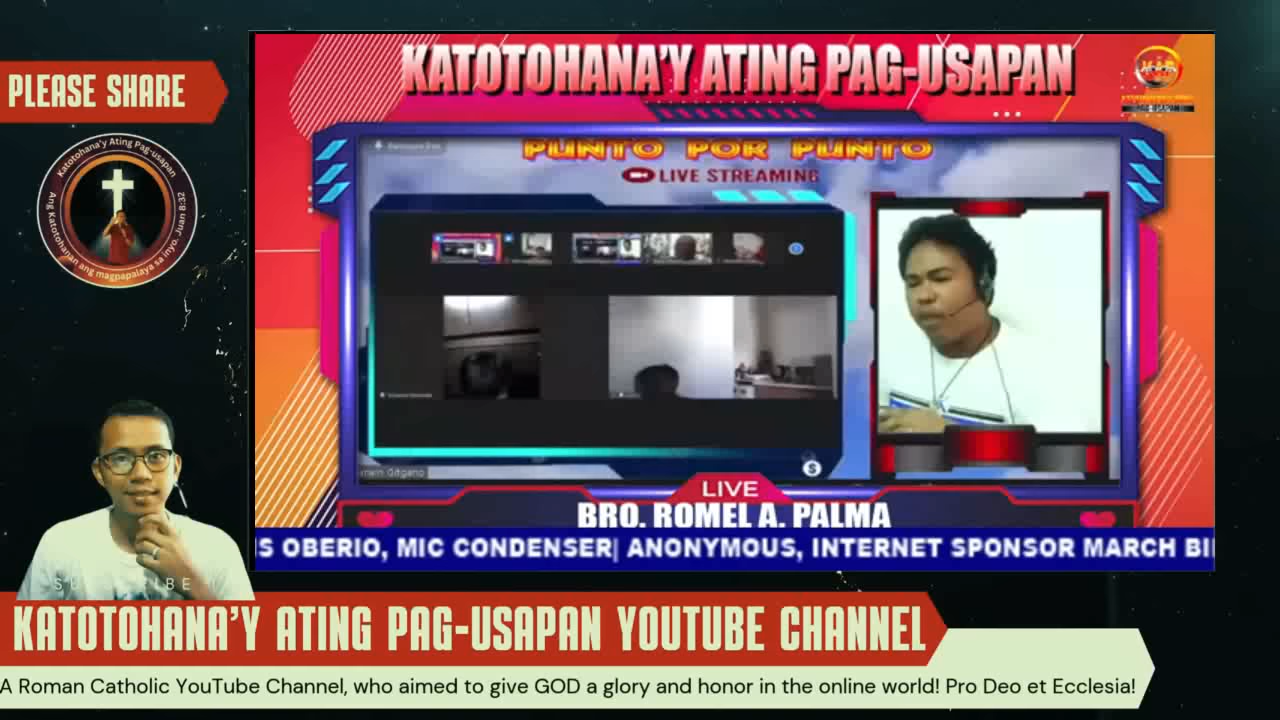 PLEASE SHARE
Katotohana'y Ating Pag-usapan
Ang Katotohanan ang magpapalaya sa inyo. Juan 8:32
KATOTOHANA'Y ATING PAG-USAPAN
PUNTO POR PUNTO
LIVE STREAMING
S
LIVE
BRO. ROMEL A. PALMA
IS OBERIO, MIC CONDENSER| ANONYMOUS, INTERNET SPONSOR MARCH BI
KATOTOHANA'Y ATING PAG-USAPAN YOUTUBE CHANNEL
A Roman Catholic YouTube Channel, who aimed to give GOD a glory and honor in the online world! Pro Deo et Ecclesia!